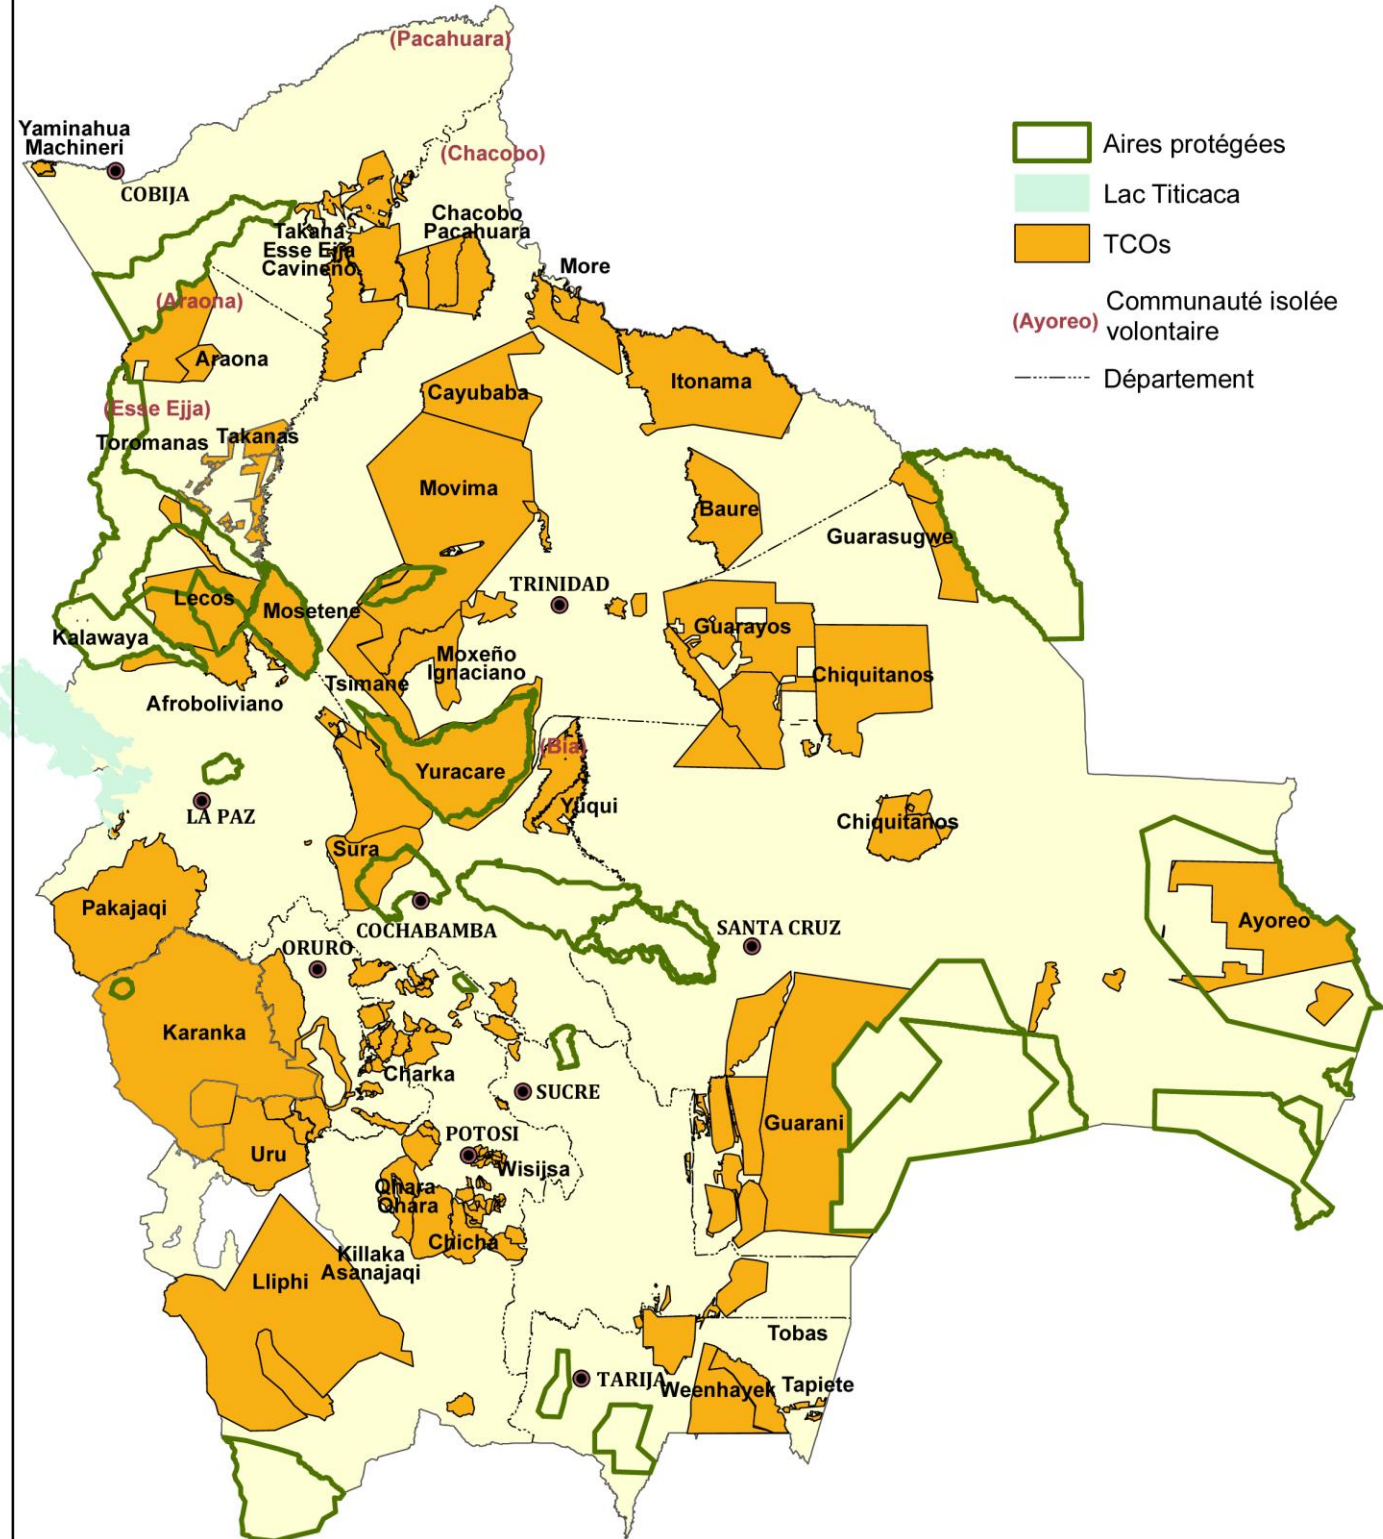 (Pacahuara)
Yaminahua
Machineri
COBIJA
(Chacobo)
Aires protégées
Lac Titicaca
TCOs
(Ayoreo)
Communauté isolée
volontaire
Département
Takana
Esse Ejja
Cavineño
Chacobo
Pacahuara
More
(Araona)
Araona
Itonama
Cayubaba
(Esse Ejja)
Toromanas
Takanas
Movima
Baure
Guarasugwe
TRINIDAD
Lecos
Mosetene
Kalawaya
Guarayos
Moxeño
Ignaciano
Tsimane
Chiquitanos
Afroboliviano
(Bia)
Yuracare
Yuqui
LA PAZ
Chiquitanos
Sura
Pakajaqi
COCHABAMBA
SANTA CRUZ
Ayoreo
ORURO
Karanka
Charka
SUCRE
Guarani
POTOSI
Uru
Wisijsa
Qhara
Qhara
Chicha
Killaka
Asanajaqi
Lliphi
Tobas
TARIJA
Weenhayek
Tapiete